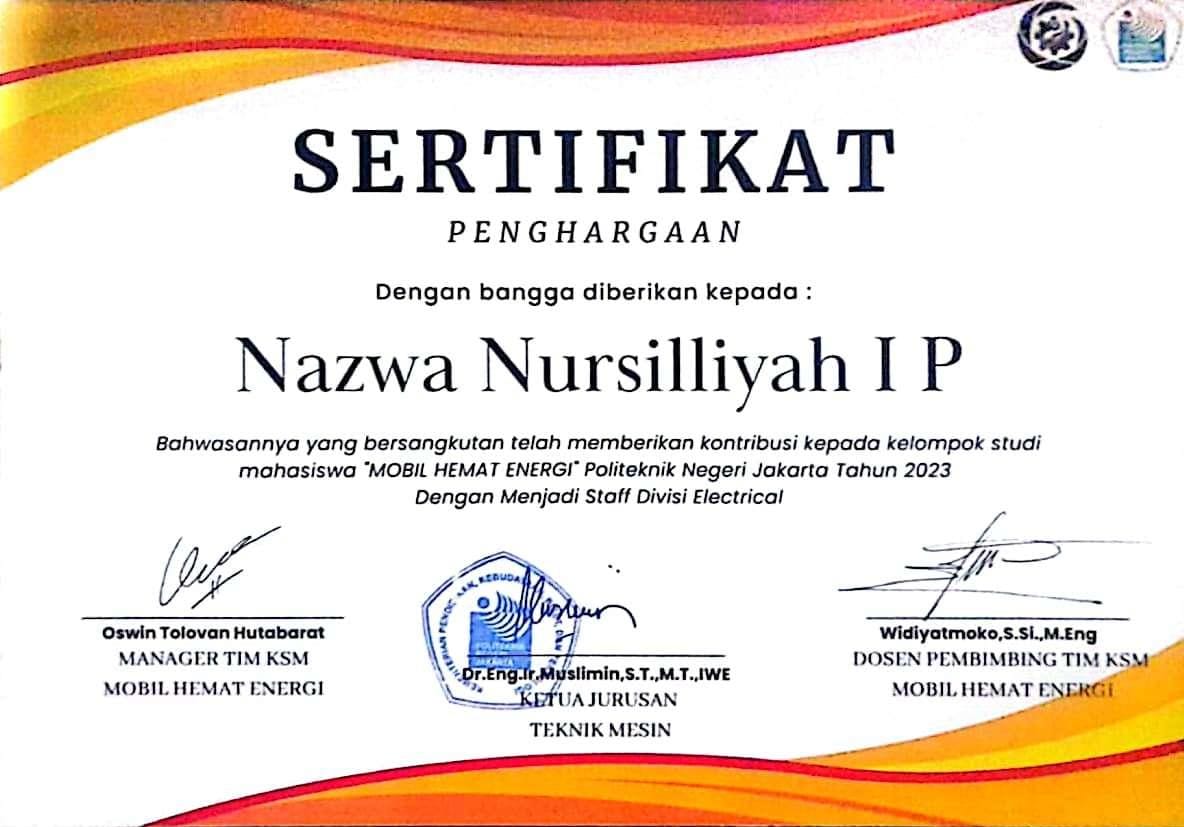 SERTIFIKAT
PENGHARGAAN
Dengan bangga diberikan kepada :
Nazwa Nursilliyah I P
Bahwasannya yang bersangkutan telah memberikan kontribusi kepada kelompok studi
mahasiswa "MOBIL HEMAT ENERGI" Politeknik Negeri Jakarta Tahun 2023
Dengan Menjadi Staff Divisi Electrical
Oswin Tolovan Hutabarat
MANAGER TIM KSM
MOBIL HEMAT ENERGI
POLITEKNIK
NEGERI
JAKARTA
Dr.Eng.Ir.Muslimin,S.T.,M.T.,IWE
KETUA JURUSAN
TEKNIK MESIN
Widiyatmoko,S.Si.,M.Eng
DOSEN PEMBIMBING TIM KSM
MOBIL HEMAT ENERGI